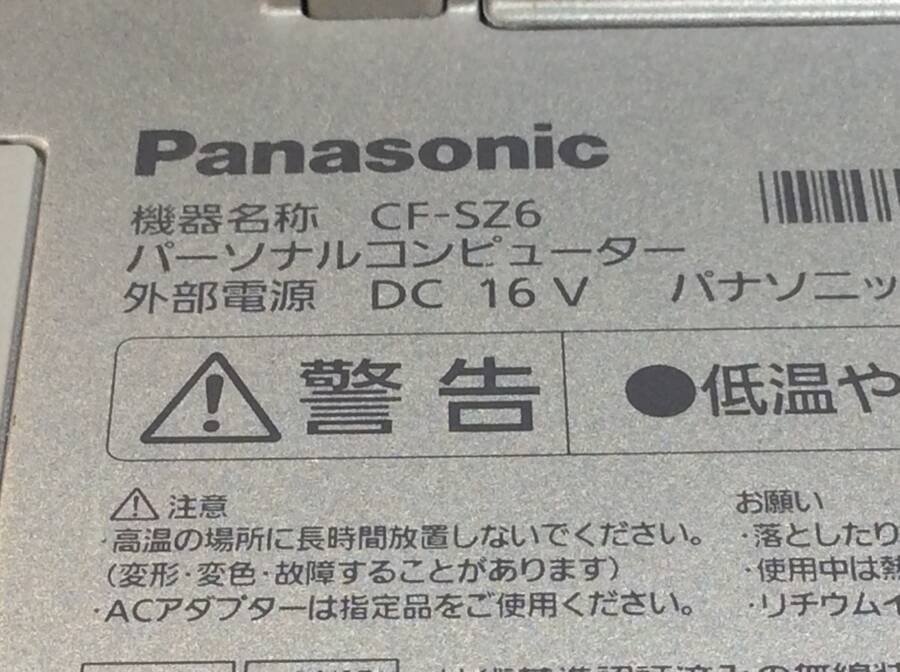 Panasonic
機器名称 CF-SZ6
パーソナルコンピューター
外部電源 DC 16 V パナソニッ
⚠警告 ●低温や
⚠注意
・高温の場所に長時間放置しないでください。
(変形・変色・故障することがあります)
・ACアダプターは指定品をご使用ください。
お願い
・落としたり
・使用中は熱
・リチウムイ